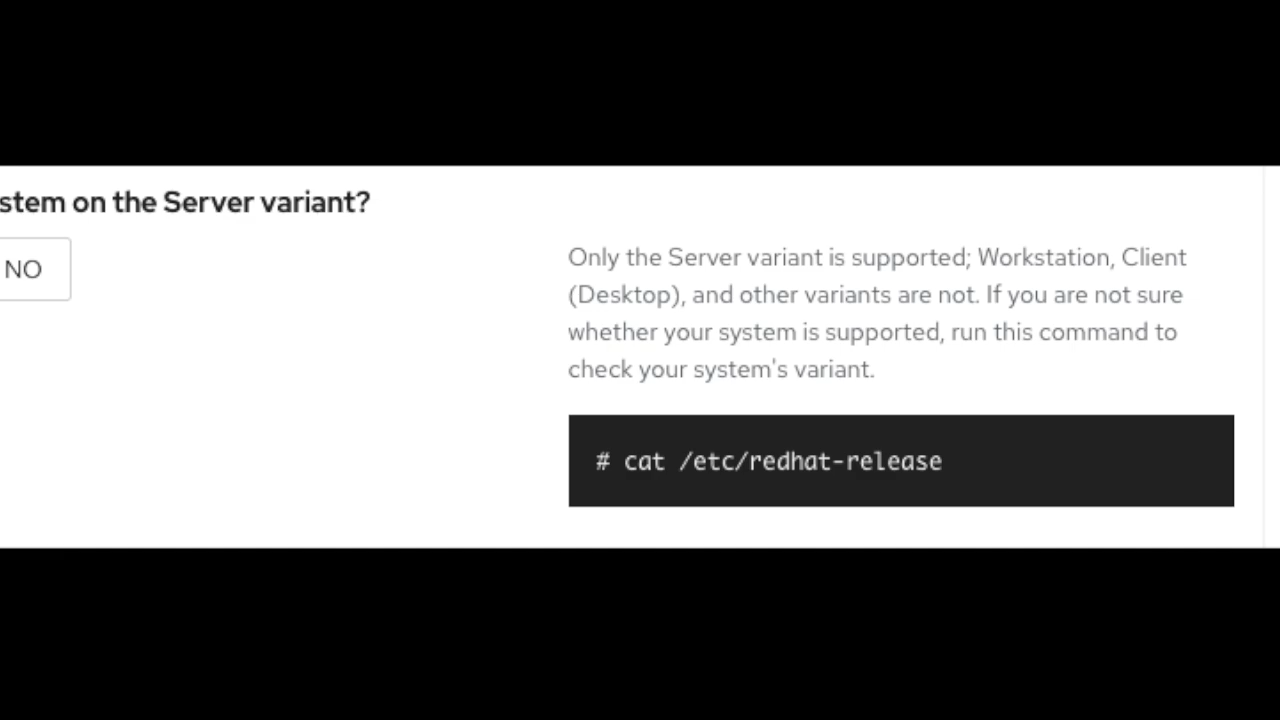 stem on the Server variant?
NO
Only the Server variant is supported; Workstation, Client
(Desktop), and other variants are not. If you are not sure
whether your system is supported, run this command to
check your system's variant.
# cat /etc/redhat-release